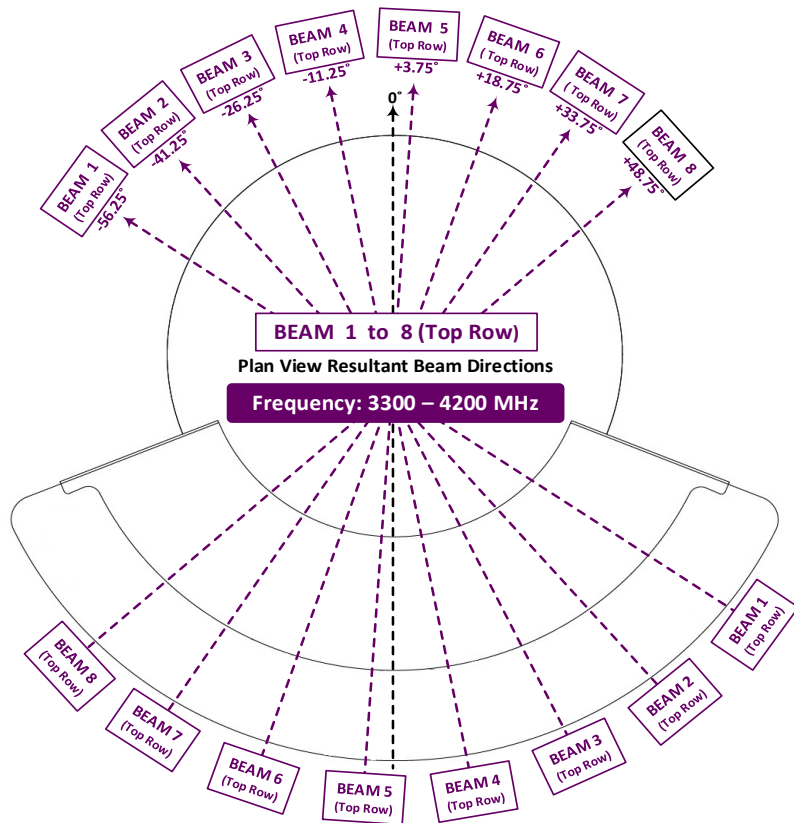 BEAM 1
(Top Row)
-56.25°
BEAM 2
(Top Row)
-41.25°
BEAM 3
(Top Row)
-26.25°
BEAM 4
(Top Row)
-11.25°
BEAM 5
(Top Row)
+3.75°
BEAM 6
( Top Row)
+18.75°
BEAM 7
( Top Row)
+33.75°
BEAM 8
(Top Row)
+48.75°
0°
BEAM 1 to 8 (Top Row)
Plan View Resultant Beam Directions
Frequency: 3300 – 4200 MHz
BEAM 8
(Top Row)
BEAM 7
(Top Row)
BEAM 6
(Top Row)
BEAM 5
(Top Row)
BEAM 4
(Top Row)
BEAM 3
(Top Row)
BEAM 2
(Top Row)
BEAM 1
(Top Row)